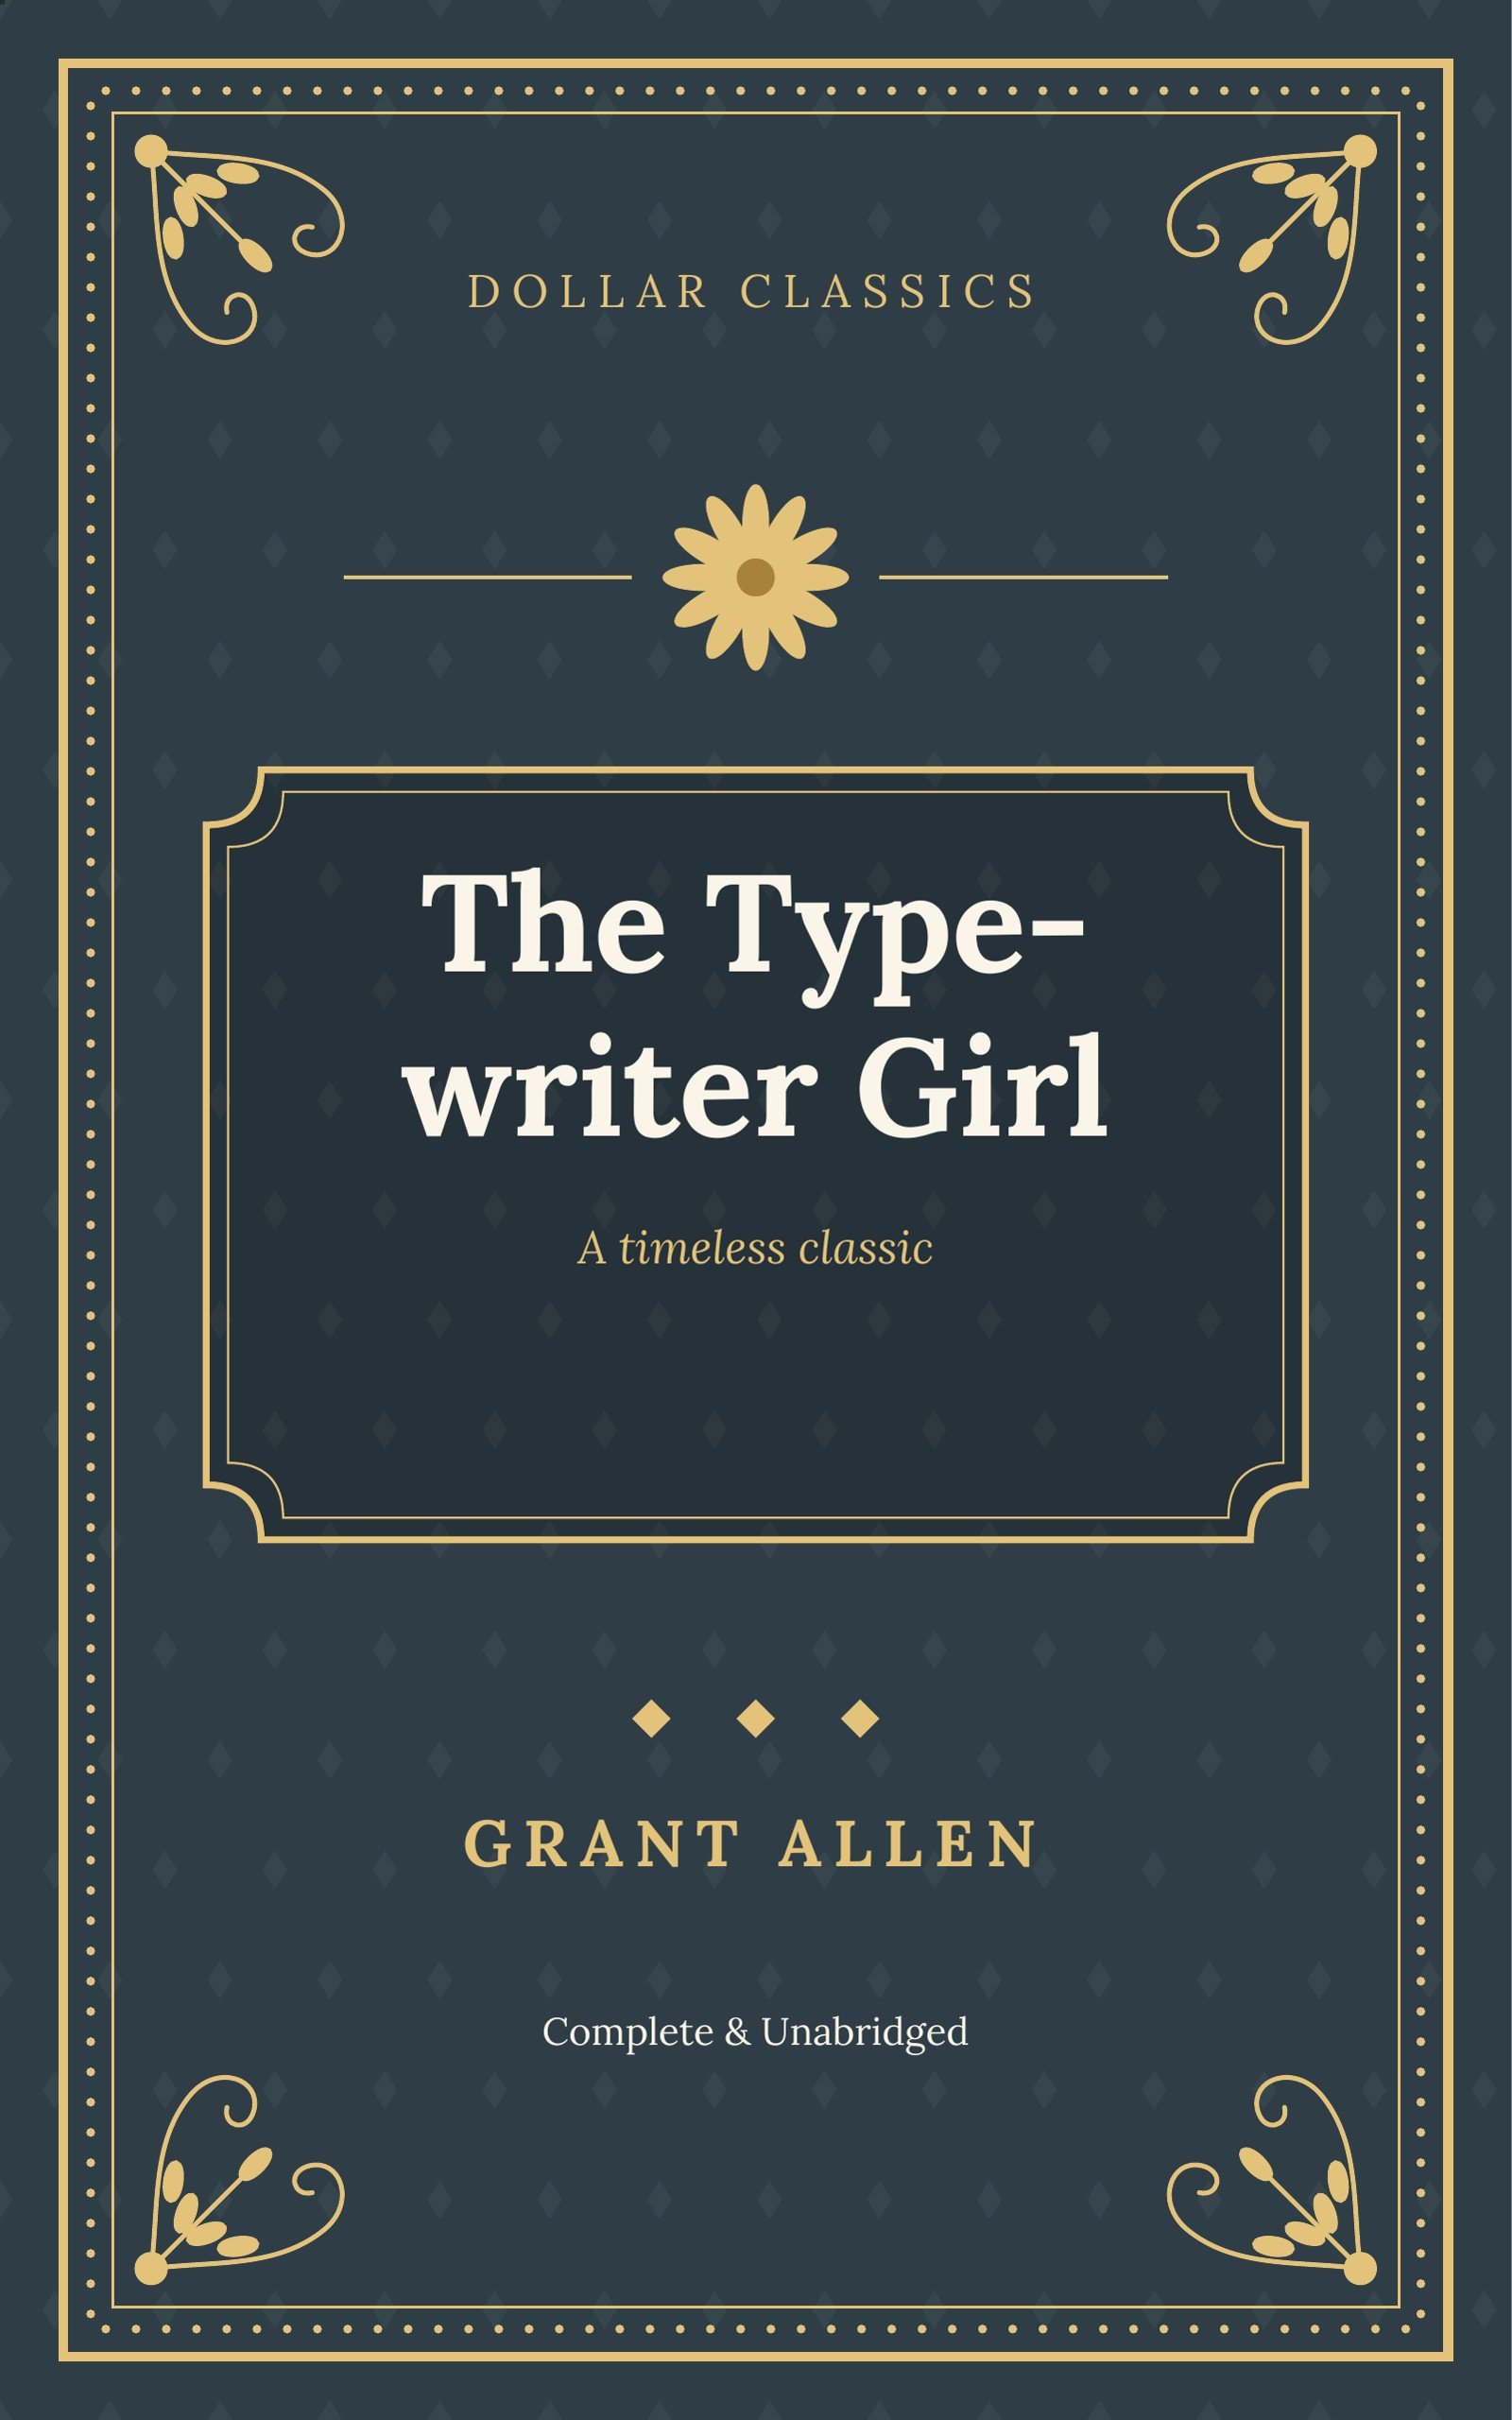 DOLLAR CLASSICS
The Type-
writer Girl
A timeless classic
GRANT ALLEN
Complete & Unabridged